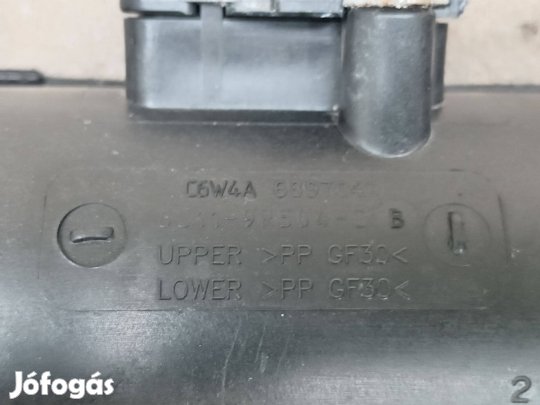 C6W4A
B
UPPER >PP GF30<
LOWER >PP GF30<
2
Jófogás